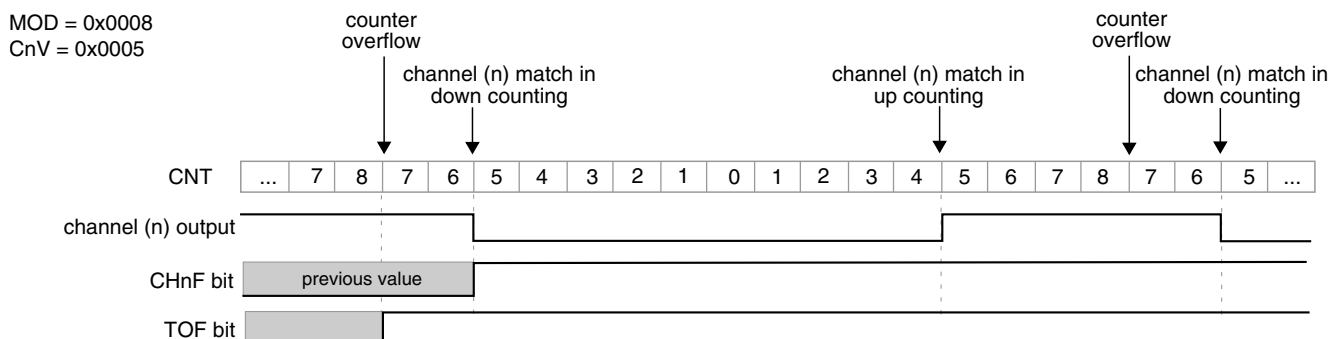 MOD = 0x0008
CnV = 0x0005
counter
overflow
channel (n) match in
down counting
channel (n) match in
up counting
counter
overflow
channel (n) match in
down counting
CNT ... 7 8 7 6 5 4 3 2 1 0 1 2 3 4 5 6 7 8 7 6 5 ...
channel (n) output
CHnF bit previous value
TOF bit